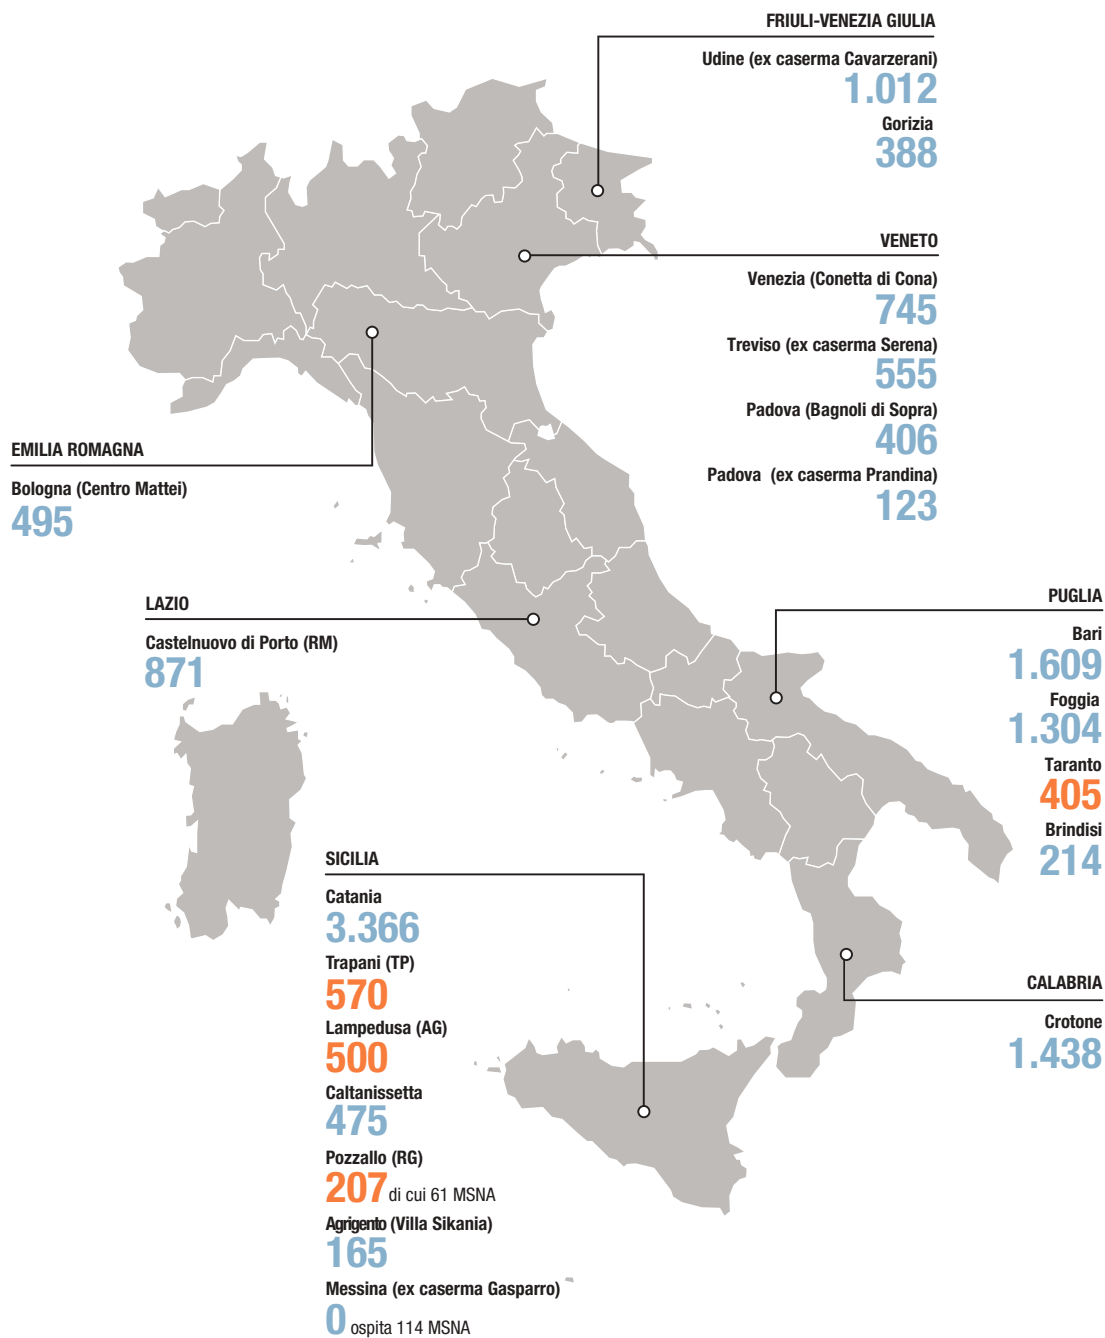 FRIULI-VENEZIA GIULIA
Udine (ex caserma Cavarzerani)
1.012
Gorizia
388
VENETO
Venezia (Conetta di Cona)
745
Treviso (ex caserma Serena)
555
Padova (Bagnoli di Sopra)
406
Padova (ex caserma Prandina)
123
EMILIA ROMAGNA
Bologna (Centro Mattei)
495
LAZIO
Castelnuovo di Porto (RM)
871
PUGLIA
Bari
1.609
Foggia
1.304
Taranto
405
Brindisi
214
SICILIA
Catania
3.366
Trapani (TP)
570
Lampedusa (AG)
500
Caltanissetta
475
Pozzallo (RG)
207 di cui 61 MSNA
Agrigento (Villa Sikania)
165
Messina (ex caserma Gasparro)
0 ospita 114 MSNA
CALABRIA
Crotone
1.438